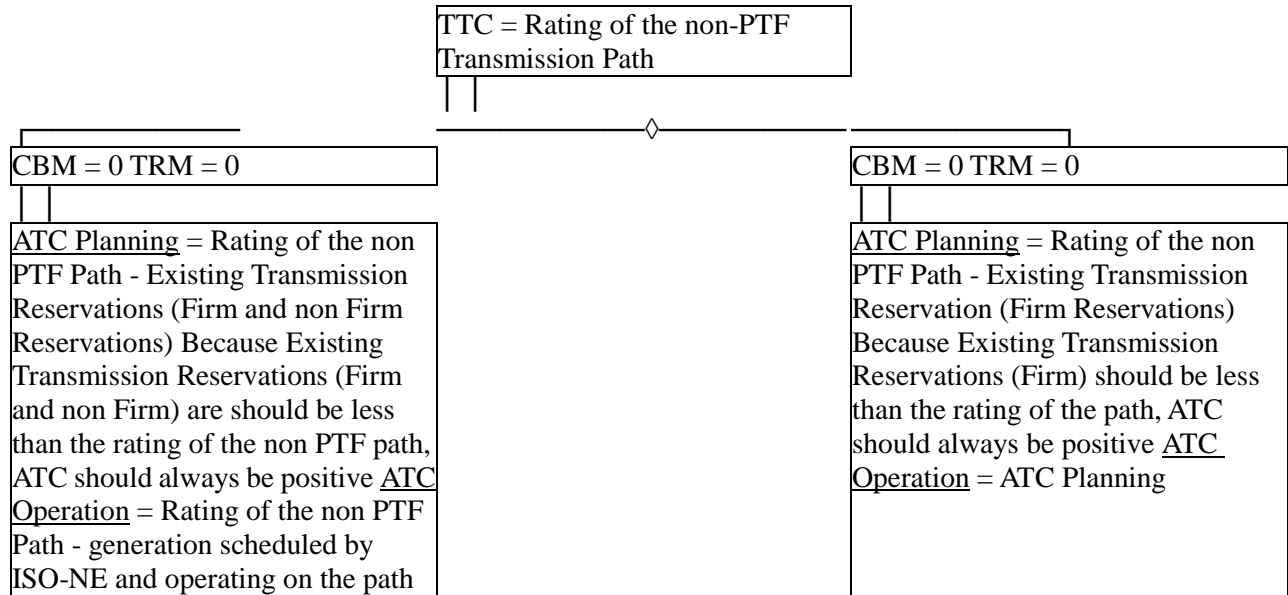 TTC = Rating of the non-PTF
Transmission Path
CBM = 0 TRM = 0
ATC Planning = Rating of the non
PTF Path - Existing Transmission
Reservations (Firm and non Firm
Reservations) Because Existing
Transmission Reservations (Firm
and non Firm) are should be less
than the rating of the non PTF path,
ATC should always be positive ATC
Operation = Rating of the non PTF
Path - generation scheduled by
ISO-NE and operating on the path
CBM = 0 TRM = 0
ATC Planning = Rating of the non
PTF Path - Existing Transmission
Reservation (Firm Reservations)
Because Existing Transmission
Reservations (Firm) should be less
than the rating of the path, ATC
should always be positive ATC
Operation = ATC Planning